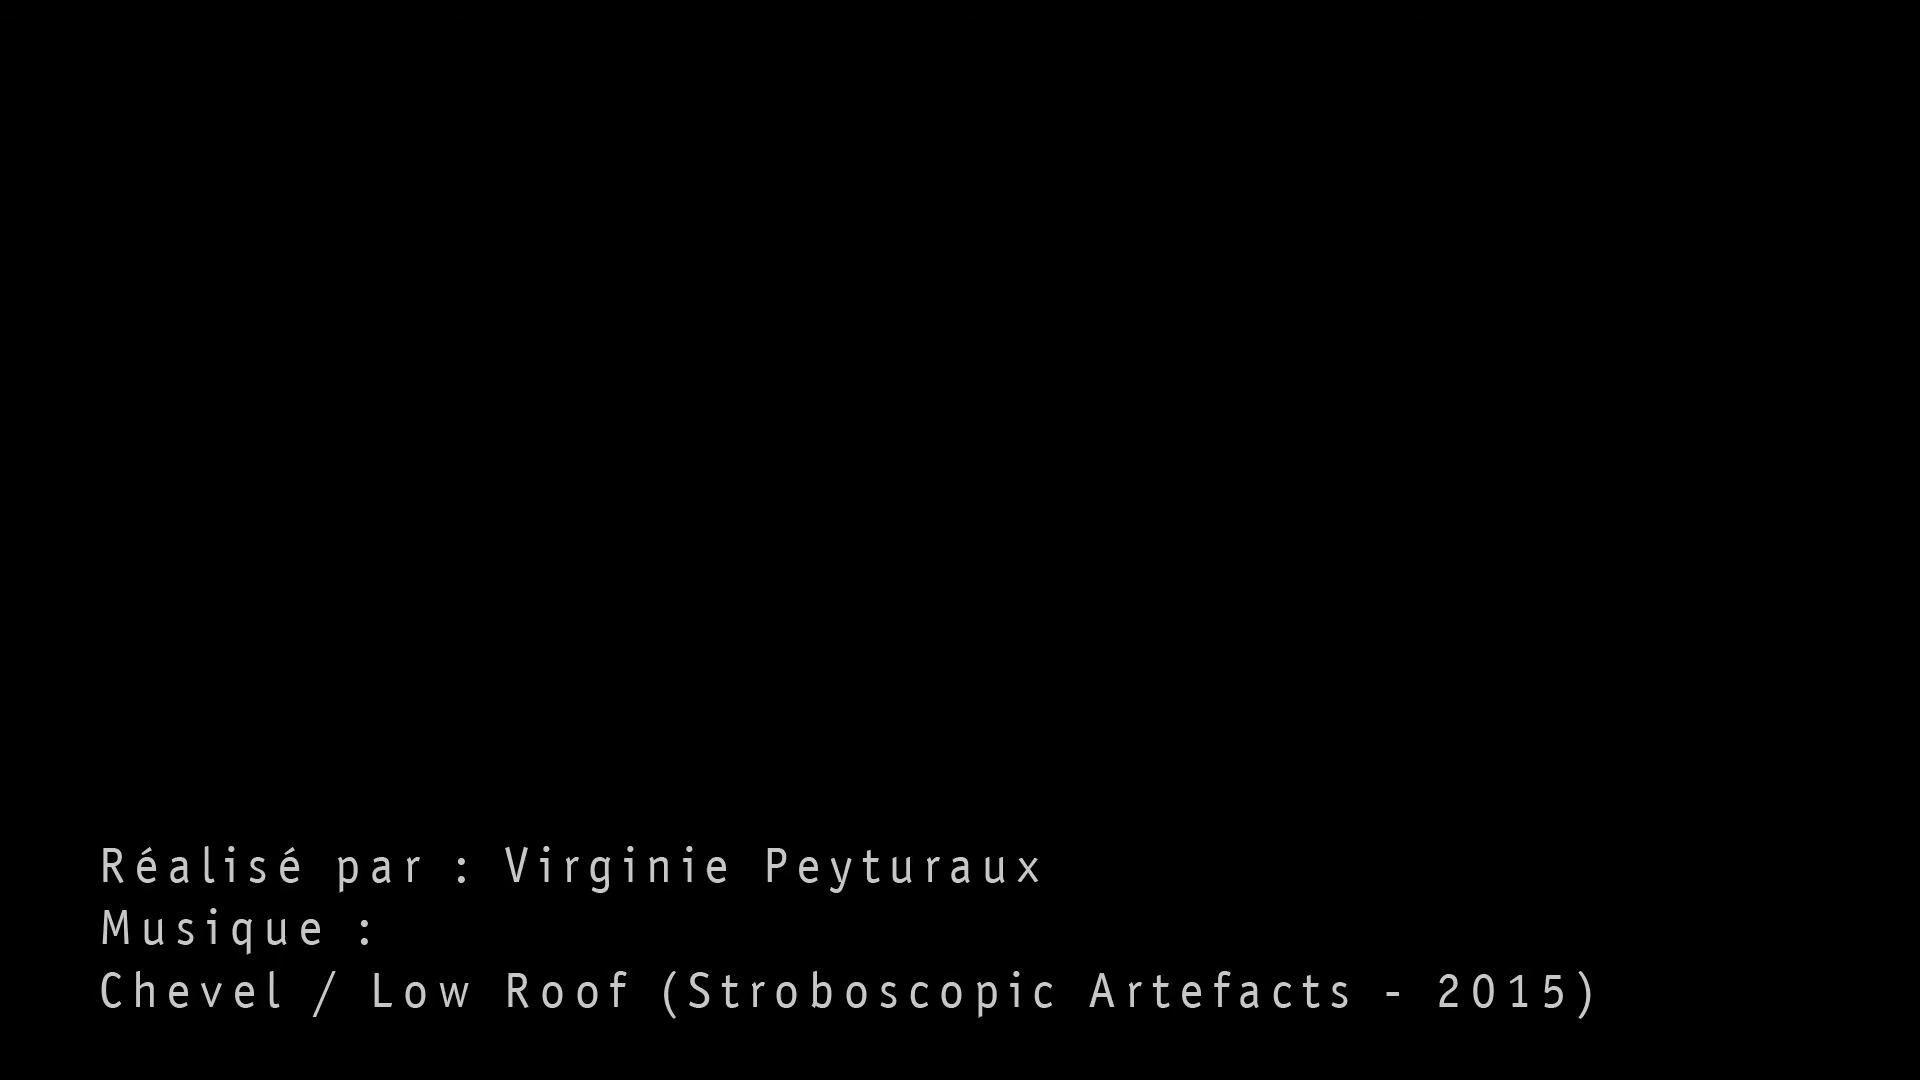 Réalisé par : Virginie Peyturaux
Musique :
Chevel / Low Roof (Stroboscopic Artefacts - 2015)